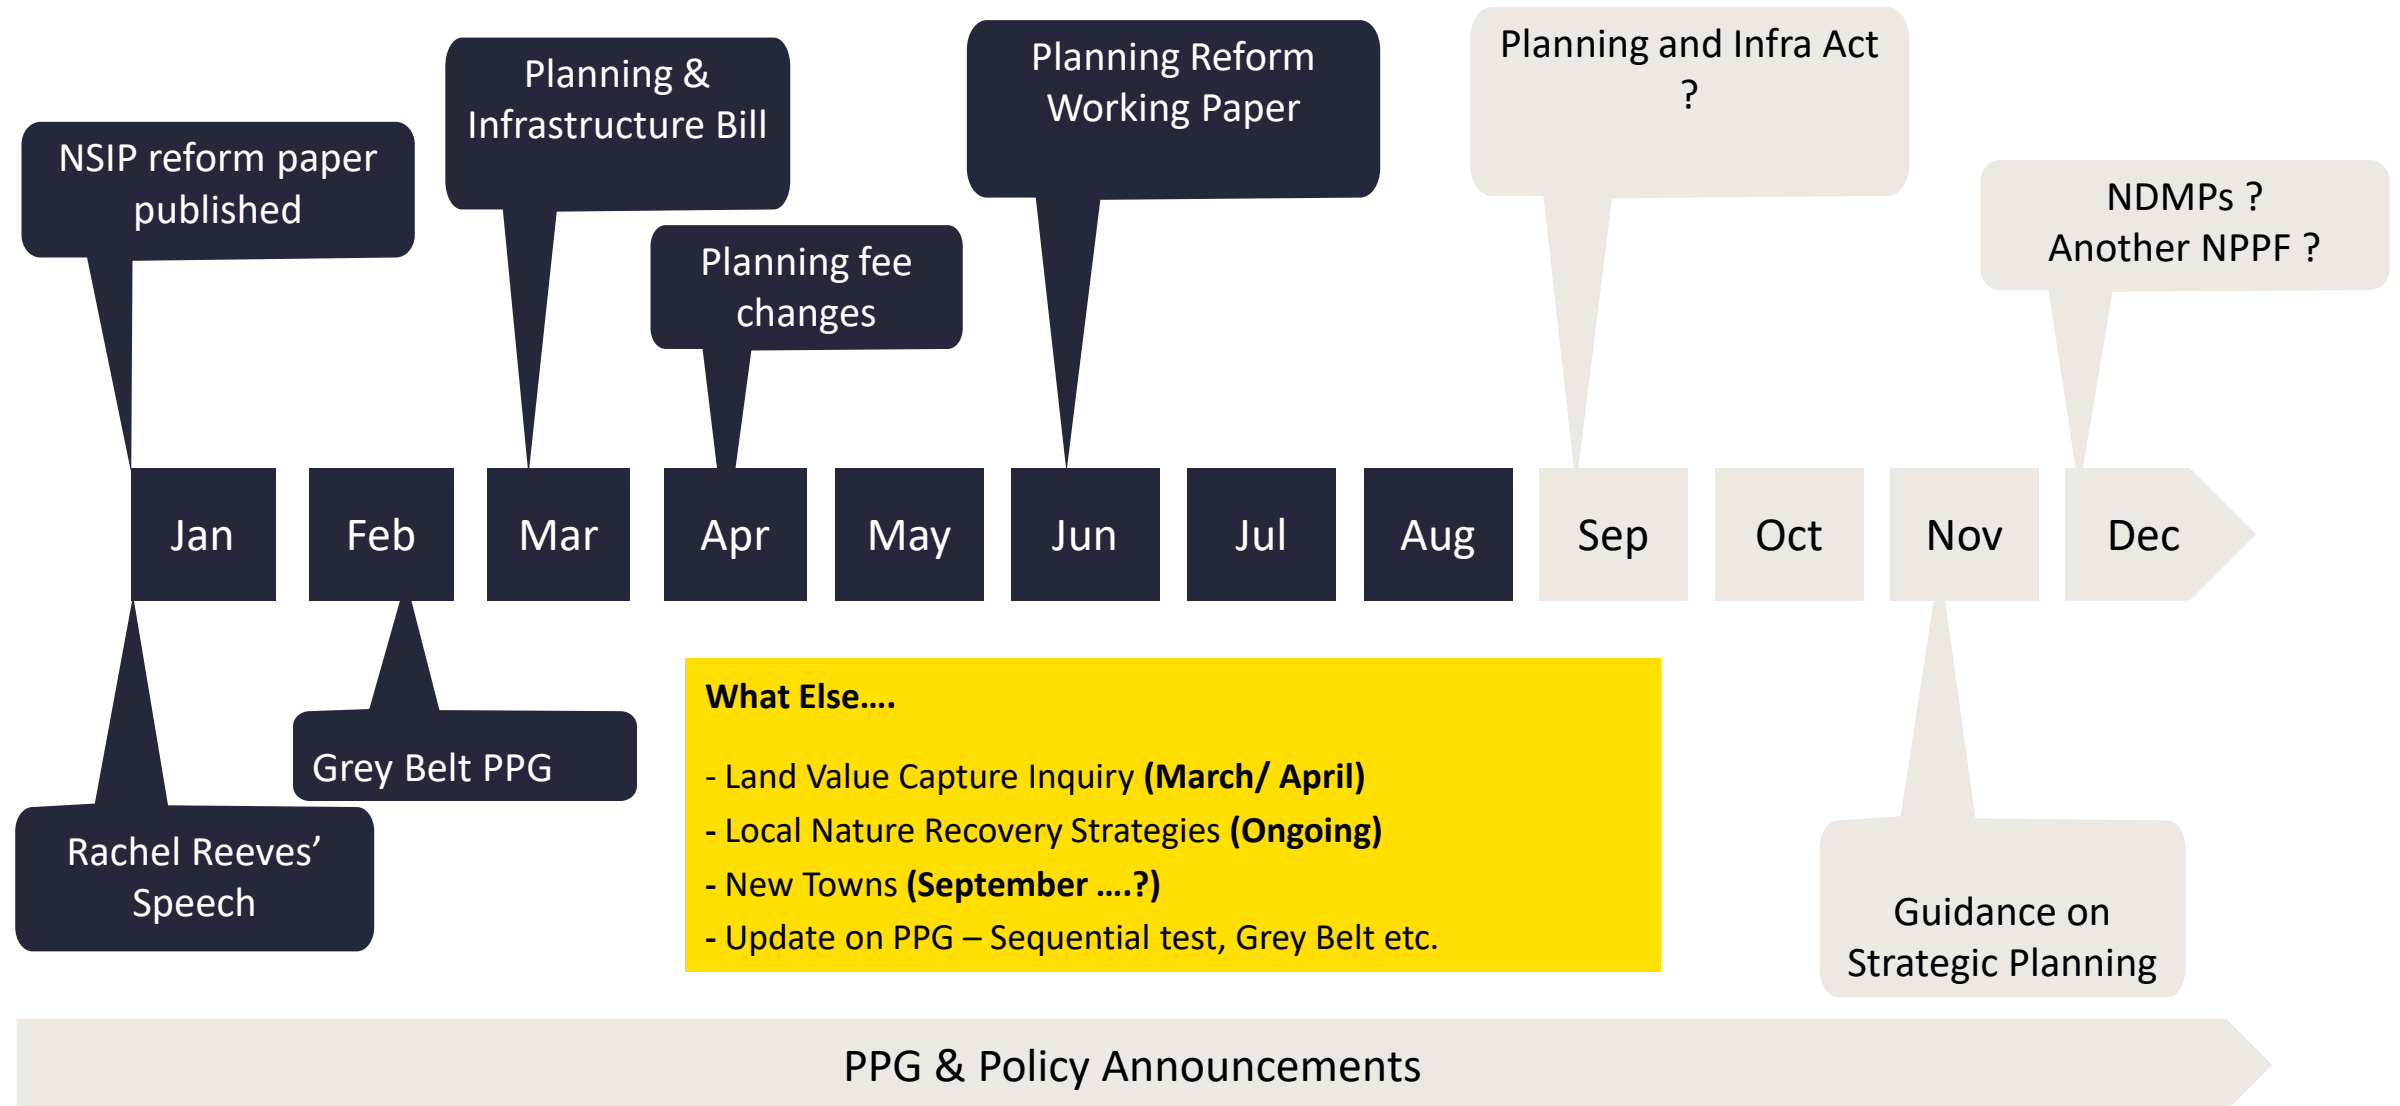 NSIP reform paper
published
Planning &
Infrastructure Bill
Planning fee
changes
Planning Reform
Working Paper
Planning and Infra Act
?
NDMPs ?
Another NPPF ?
Jan
Feb
Mar
Apr
May
Jun
Jul
Aug
Sep
Oct
Nov
Dec
Rachel Reeves’
Speech
Grey Belt PPG
What Else....
- Land Value Capture Inquiry (March/ April)
- Local Nature Recovery Strategies (Ongoing)
- New Towns (September ....?)
- Update on PPG – Sequential test, Grey Belt etc.
Guidance on
Strategic Planning
PPG & Policy Announcements